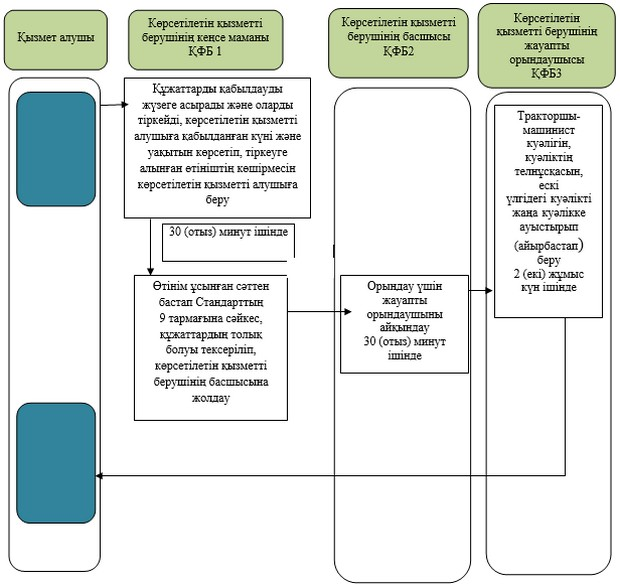 Қызмет алушы
Көрсетілетін қызметті
берушінің кенсе маманы
ҚФБ 1
Көрсетілетін қызметті
берушінің басшысы
ҚФБ2
Көрсетілетін
қызметті берушінің
жауапты
орындаушысы
ҚФБ3
Құжаттарды қабылдауды
жүзеге асырады және оларды
тіркейді, көрсетілетін қызметті
алушыға қабылданған күні және
уақытын көрсетіп, тіркеуге
алынған өтініштің көшірмесін
көрсетілетін қызметті алушыға
беру
30 (отыз) минут ішінде
Өтінім ұсынған сәттен
бастап Стандарттың
9 тармағына сәйкес,
құжаттардың толық
болуы тексеріліп,
көрсетілетін қызметті
берушінің басшысына
жолдау
Орындау үшін
жауапты
орындаушыны
айқындау
30 (отыз) минут
ішінде
Тракторшы-
машинист
куәлігін,
куәліктің
телнұсқасын,
ескі
үлгідегі куәлікті
жаңа куәлікке
ауыстырып
(айырбастап)
беру
2 (екі) жұмыс
күн ішінде